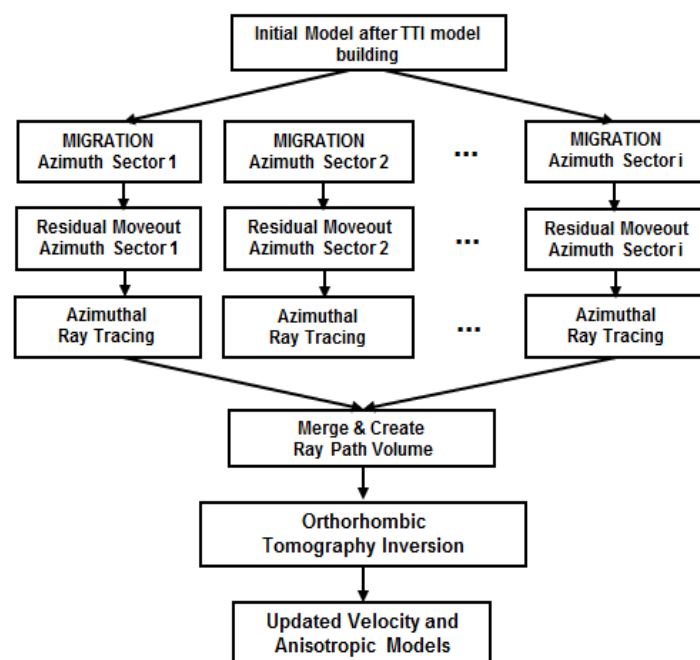 Initial Model after TTI model
building
MIGRATION
Azimuth Sector 1
MIGRATION
Azimuth Sector 2
...
MIGRATION
Azimuth Sector i
Residual Moveout
Azimuth Sector 1
Residual Moveout
Azimuth Sector 2
...
Residual Moveout
Azimuth Sector i
Azimuthal
Ray Tracing
Azimuthal
Ray Tracing
...
Azimuthal
Ray Tracing
Merge & Create
Ray Path Volume
Orthorhombic
Tomography Inversion
Updated Velocity and
Anisotropic Models